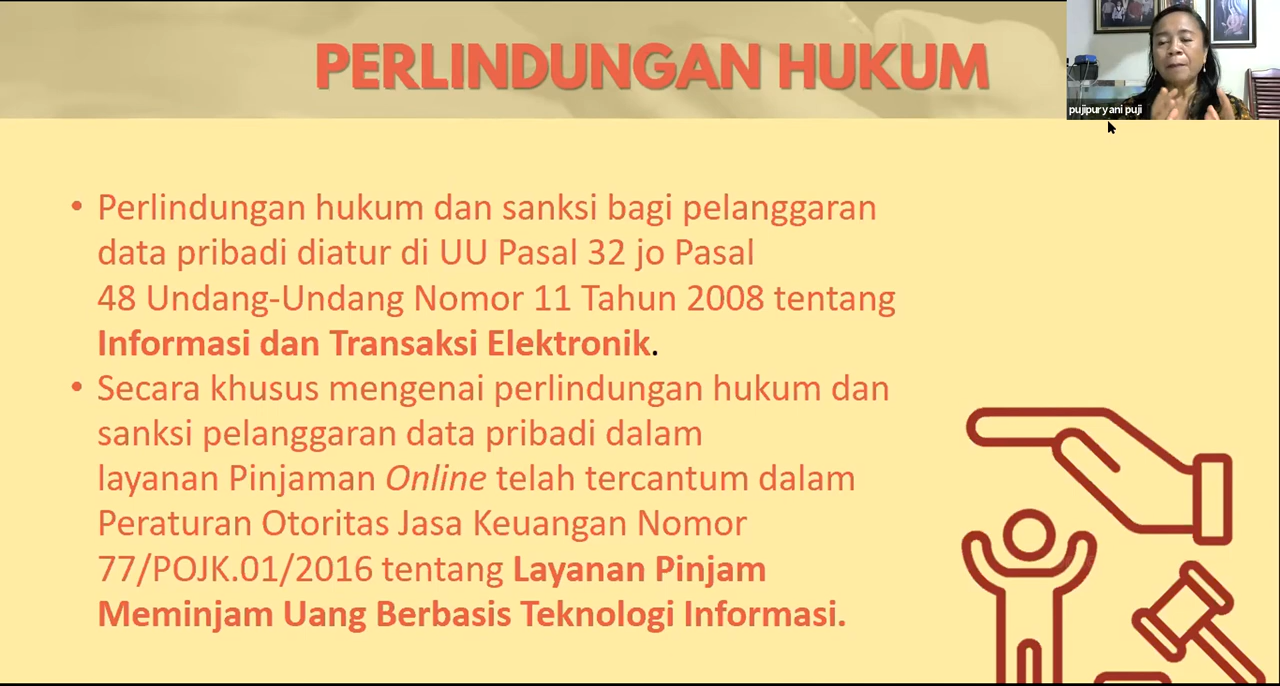 PERLINDUNGAN HUKUM
pujipuryani puji
• Perlindungan hukum dan sanksi bagi pelanggaran
data pribadi diatur di UU Pasal 32 jo Pasal
48 Undang-Undang Nomor 11 Tahun 2008 tentang
Informasi dan Transaksi Elektronik.
• Secara khusus mengenai perlindungan hukum dan
sanksi pelanggaran data pribadi dalam
layanan Pinjaman Online telah tercantum dalam
Peraturan Otoritas Jasa Keuangan Nomor
77/POJK.01/2016 tentang Layanan Pinjam
Meminjam Uang Berbasis Teknologi Informasi.